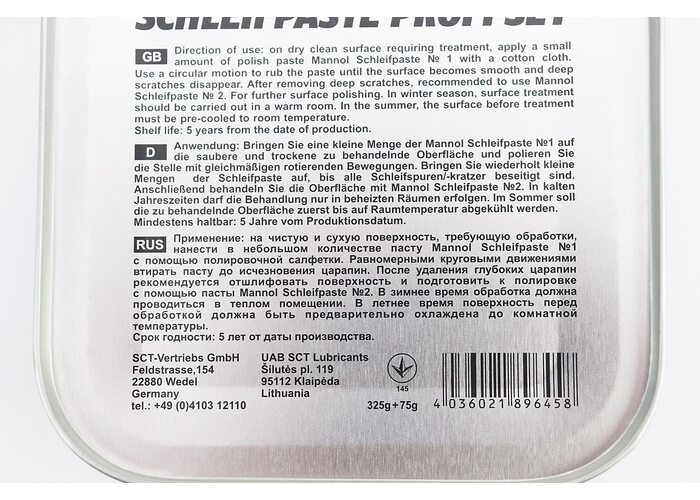 SCHLEIF PASTE PROFI SET
GB Direction of use: on dry clean surface requiring treatment, apply a small
amount of polish paste Mannol Schleifpaste № 1 with a cotton cloth.
Use a circular motion to rub the paste until the surface becomes smooth and deep
scratches disappear. After removing deep scratches, recommended to use Mannol
Schleifpaste № 2. For further surface polishing. In winter season, surface treatment
should be carried out in a warm room. In the summer, the surface before treatment
must be pre-cooled to room temperature.
Shelf life: 5 years from the date of production.
D Anwendung: Bringen Sie eine kleine Menge der Mannol Schleifpaste №1 auf
die saubere und trockene zu behandelnde Oberfläche und polieren Sie
die Stelle mit gleichmäßigen rotierenden Bewegungen. Bringen Sie wiederholt kleine
Mengen der Schleifpaste auf, bis alle Schleifspuren/-kratzer beseitigt sind.
Anschließend behandeln Sie die Oberfläche mit Mannol Schleifpaste №2. In kalten
Jahreszeiten darf die Behandlung nur in beheizten Räumen erfolgen. Im Sommer soll
die zu behandelnde Oberfläche zuerst bis auf Raumtemperatur abgekühlt werden.
Mindestens haltbar: 5 Jahre vom Produktionsdatum.
RUS Применение: на чистую и сухую поверхность, требующую обработки,
нанести в небольшом количестве пасту Mannol Schleifpaste №1
с помощью полировочной салфетки. Равномерными круговыми движениями
втирать пасту до исчезновения царапин. После удаления глубоких царапин
рекомендуется отшлифовать поверхность и подготовить к полировке
с помощью пасты Mannol Schleifpaste №2. В зимнее время обработка должна
проводиться в теплом помещении. В летнее время поверхность перед
обработкой должна быть предварительно охлаждена до комнатной
температуры.
Срок годности: 5 лет от даты производства.
SCT-Vertriebs GmbH
Feldstrasse,154
22880 Wedel
Germany
tel.: +49 (0)4103 12110
UAB SCT Lubricants
Šilutės pl. 119
95112 Klaipėda
Lithuania
145
325g+75g
4036021896458